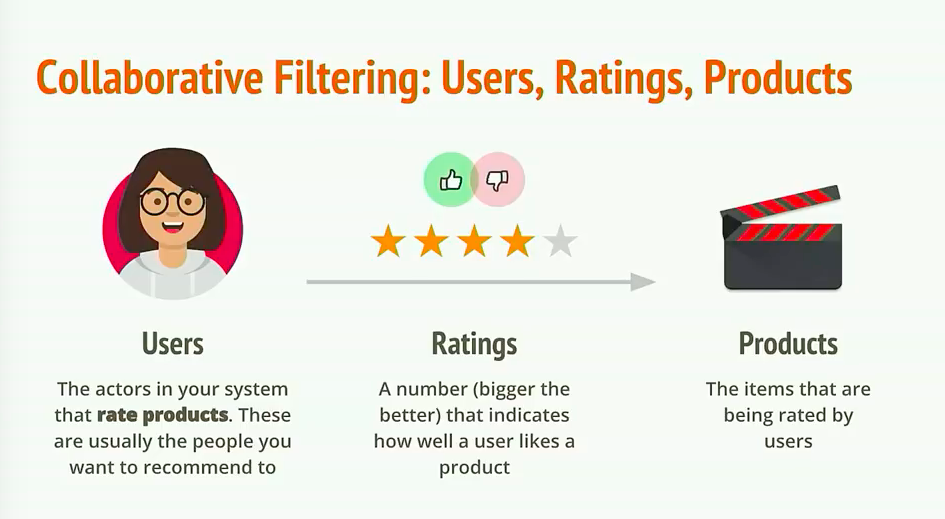 Collaborative Filtering: Users, Ratings, Products
Users
The actors in your system
that rate products. These
are usually the people you
want to recommend to
Ratings
A number (bigger the
better) that indicates
how well a user likes a
product
Products
The items that are
being rated by
users